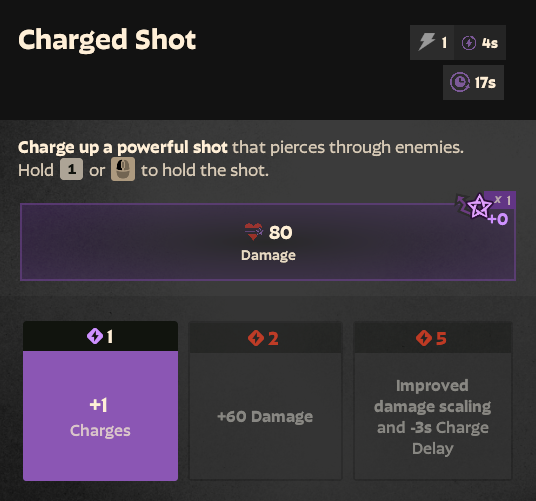 Charged Shot
1
4s
17s
Charge up a powerful shot that pierces through enemies.
Hold 1 or to hold the shot.
x 1
+0
80
Damage
1
2
5
+1
Charges
+60 Damage
Improved
damage scaling
and -3s Charge
Delay